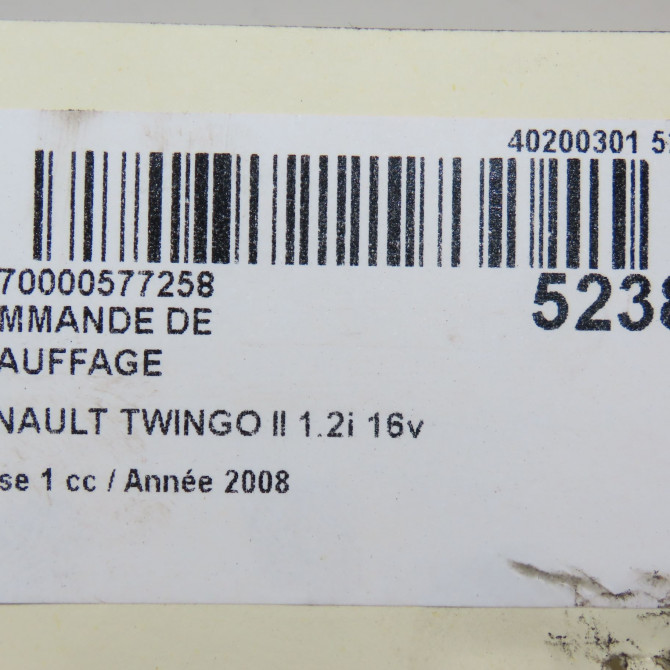 40200301 5
70000577258
5238
MMANDE DE
AUFFAGE
NAULT TWINGO II 1.2i 16v
se 1 cc / Année 2008